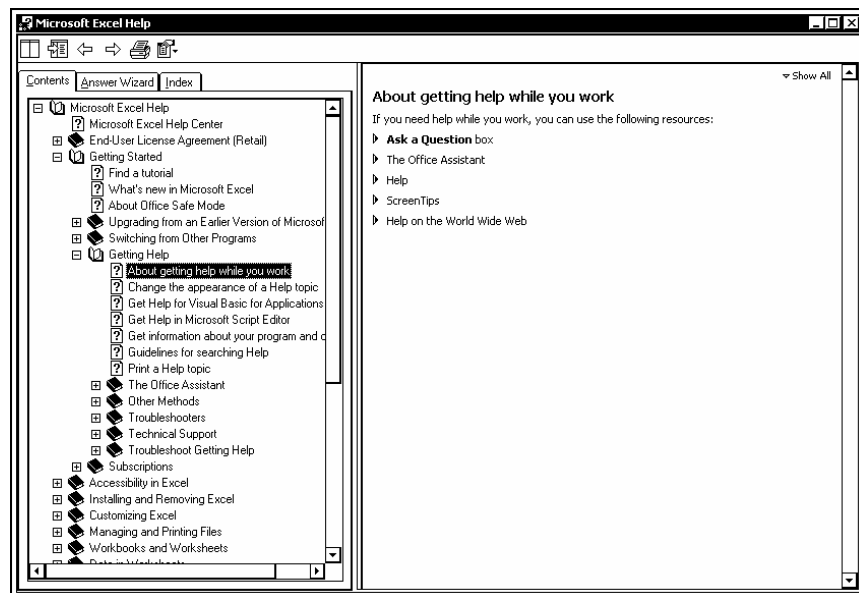 Microsoft Excel Help
Contents Answer Wizard Index
Microsoft Excel Help
Microsoft Excel Help Center
End-User License Agreement (Retail)
Getting Started
Find a tutorial
What's new in Microsoft Excel
About Office Safe Mode
Upgrading from an Earlier Version of Microsof
Switching from Other Programs
Getting Help
About getting help while you work
Change the appearance of a Help topic
Get Help for Visual Basic for Applications
Get Help in Microsoft Script Editor
Get information about your program and c
Guidelines for searching Help
Print a Help topic
The Office Assistant
Other Methods
Troubleshooters
Technical Support
Troubleshoot Getting Help
Subscriptions
Accessibility in Excel
Installing and Removing Excel
Customizing Excel
Managing and Printing Files
Workbooks and Worksheets
Show All
About getting help while you work
If you need help while you work, you can use the following resources:
Ask a Question box
The Office Assistant
Help
ScreenTips
Help on the World Wide Web